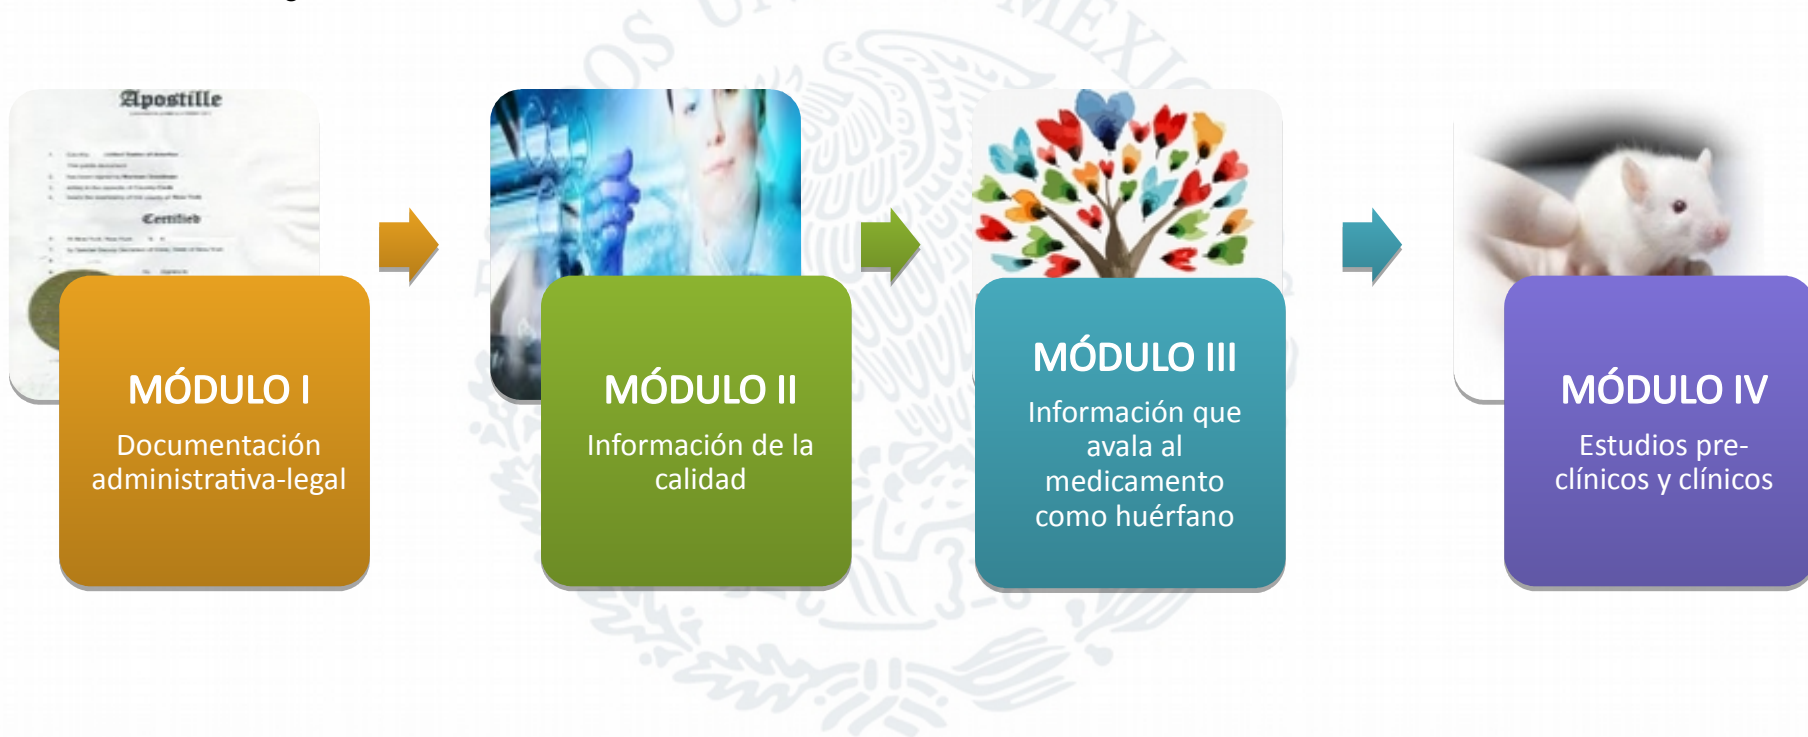 Apostille
Certified
MÓDULO I
Documentación
administrativa-legal
MÓDULO II
Información de la
calidad
MÓDULO III
Información que
avala al
medicamento
como huérfano
MÓDULO IV
Estudios pre-
clínicos y clínicos